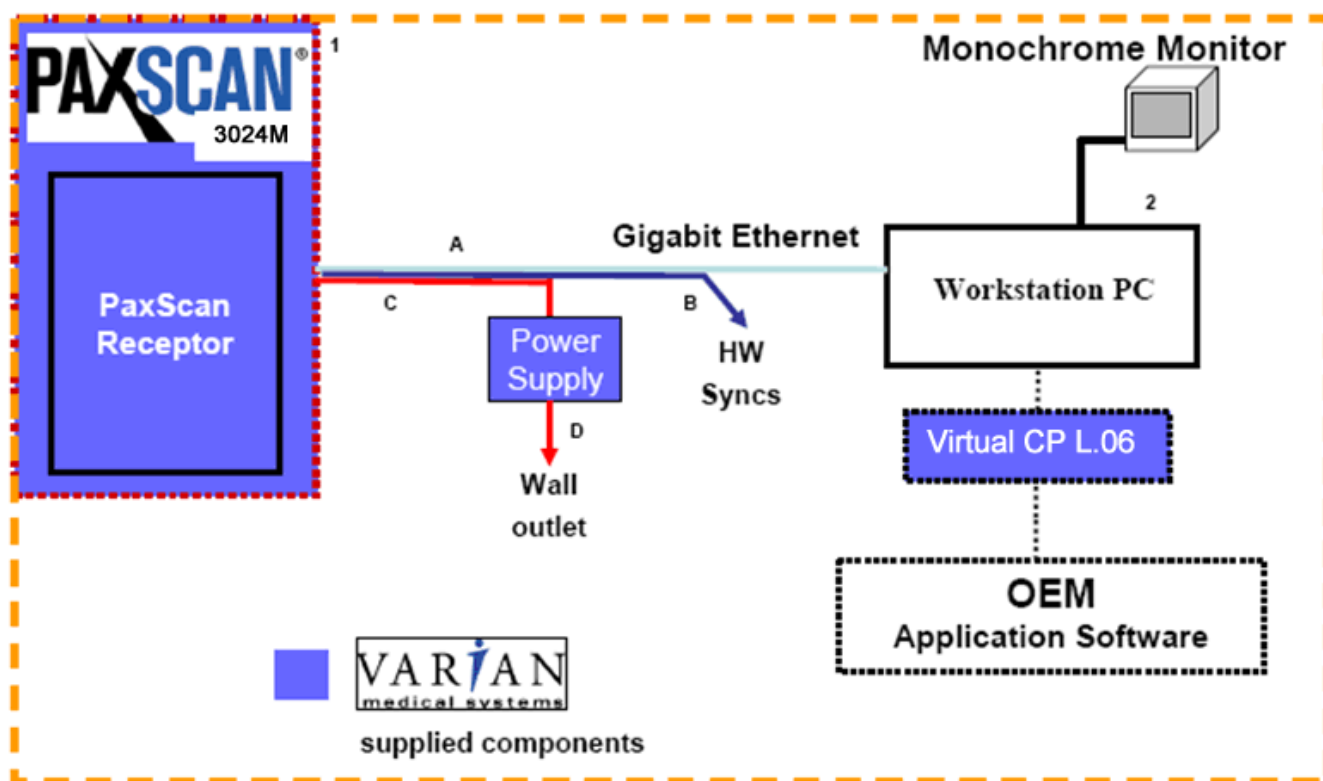 PAXSCAN®
3024M
1
Monochrome Monitor
2
A
Gigabit Ethernet
C
B
PaxScan
Receptor
Power
Supply
HW
Syncs
Workstation PC
D
Wall
outlet
Virtual CP L.06
OEM
Application Software
VARIAN
medical systems
supplied components